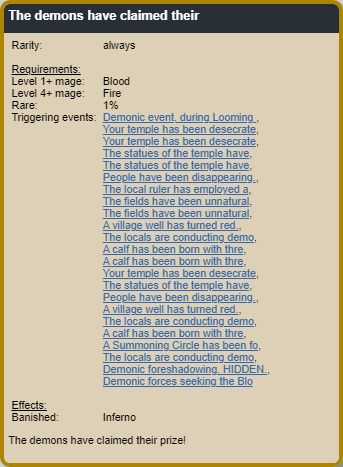 The demons have claimed their
Rarity: always
Requirements:
Level 1+ mage: Blood
Level 4+ mage: Fire
Rare: 1%
Triggering events: Demonic event, during Looming ,
Your temple has been desecrate,
Your temple has been desecrate,
The statues of the temple have,
The statues of the temple have,
People have been disappearing.,
The local ruler has employed a,
The fields have been unnatural,
The fields have been unnatural,
A village well has turned red.,
The locals are conducting demo,
A calf has been born with thre,
A calf has been born with thre,
Your temple has been desecrate,
The statues of the temple have,
People have been disappearing.,
A village well has turned red.,
The locals are conducting demo,
A calf has been born with thre,
A Summoning Circle has been fo,
The locals are conducting demo,
Demonic foreshadowing. HIDDEN.,
Demonic forces seeking the Blo
Effects:
Banished: Inferno
The demons have claimed their prize!